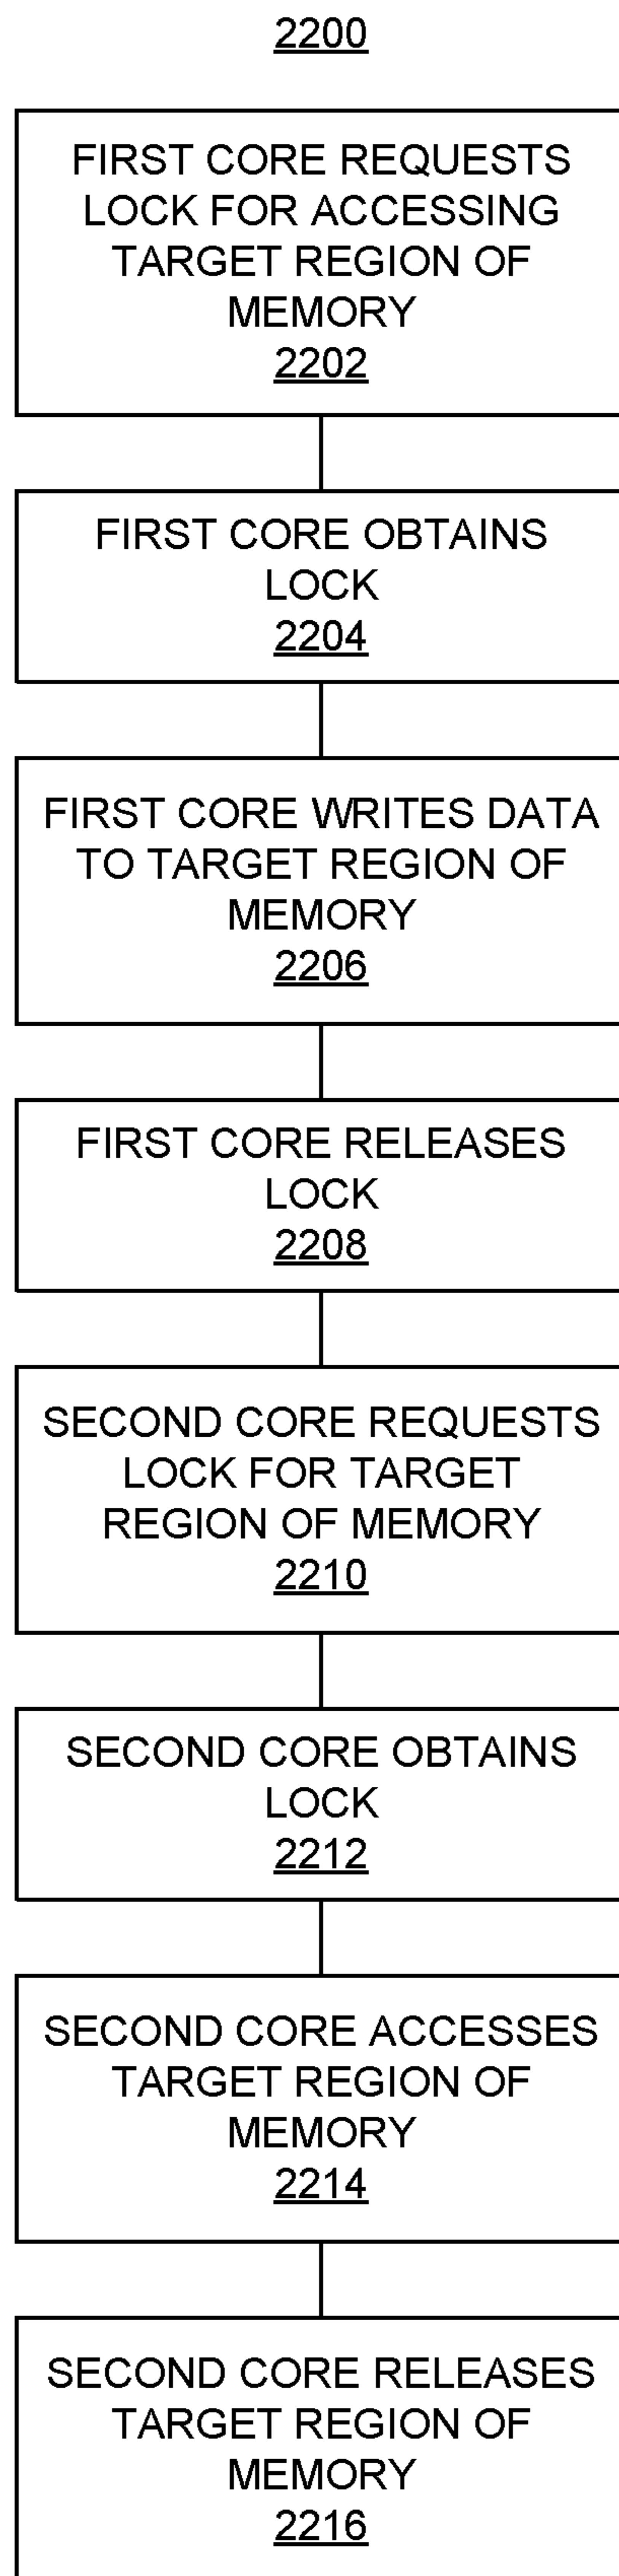 2200
FIRST CORE REQUESTS
LOCK FOR ACCESSING
TARGET REGION OF
MEMORY
2202
FIRST CORE OBTAINS
LOCK
2204
FIRST CORE WRITES DATA
TO TARGET REGION OF
MEMORY
2206
FIRST CORE RELEASES
LOCK
2208
SECOND CORE REQUESTS
LOCK FOR TARGET
REGION OF MEMORY
2210
SECOND CORE OBTAINS
LOCK
2212
SECOND CORE ACCESSES
TARGET REGION OF
MEMORY
2214
SECOND CORE RELEASES
TARGET REGION OF
MEMORY
2216